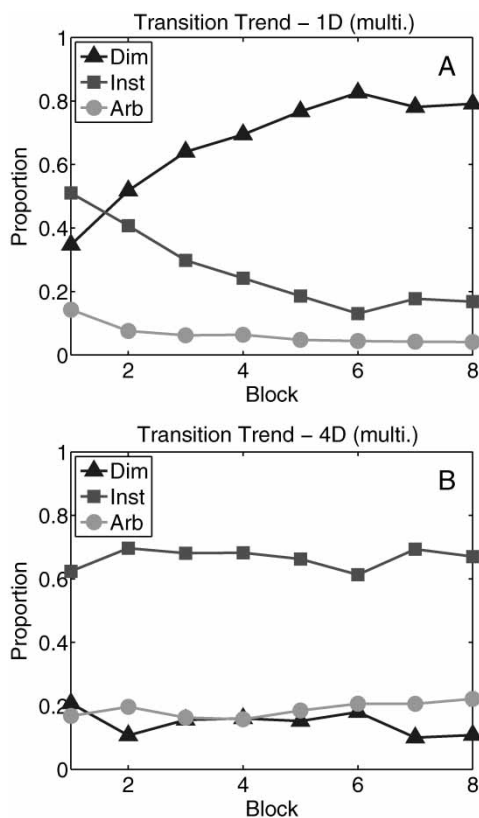 Transition Trend – 1D (multi.)
1
0.8
0.6
0.4
0.2
0
Proportion
Dim
Inst
Arb
A
2 4 6 8
Block
Transition Trend – 4D (multi.)
1
0.8
0.6
0.4
0.2
0
Proportion
Dim
Inst
Arb
B
2 4 6 8
Block